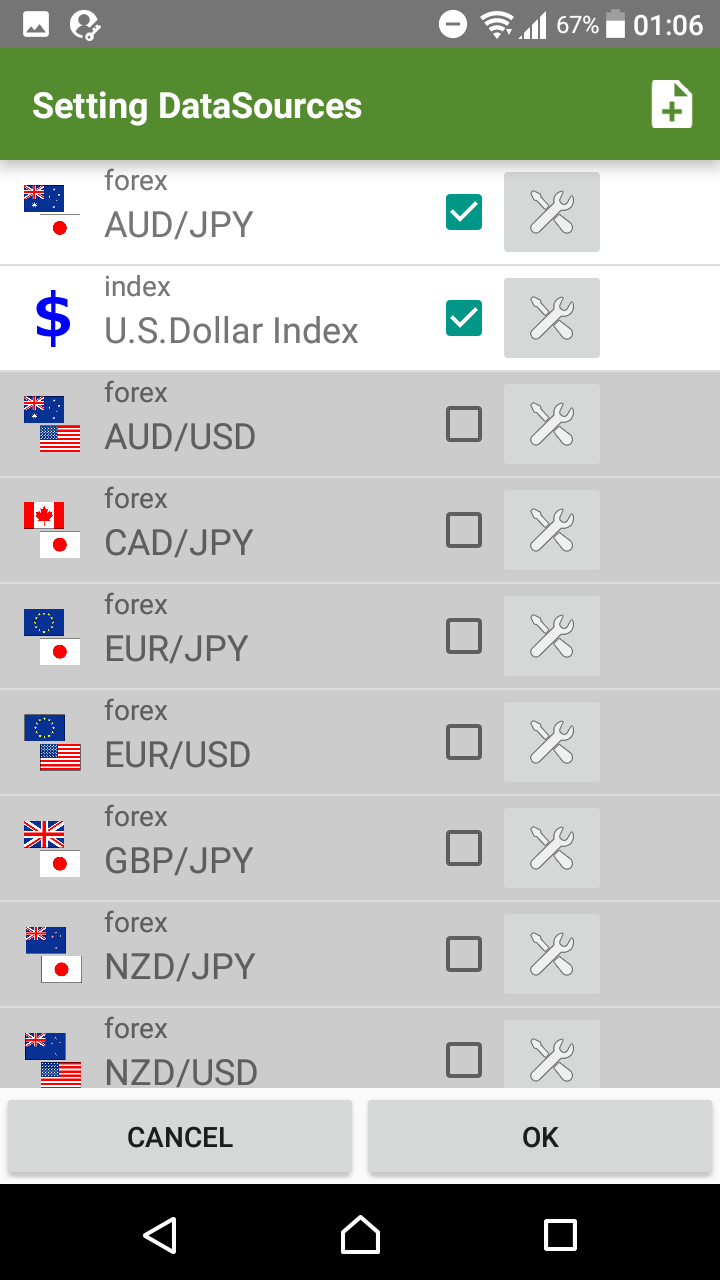 67% 01:06
Setting DataSources
forex
AUD/JPY
index
$ U.S.Dollar Index
forex
AUD/USD
forex
CAD/JPY
forex
EUR/JPY
forex
EUR/USD
forex
GBP/JPY
forex
NZD/JPY
forex
NZD/USD
CANCEL OK